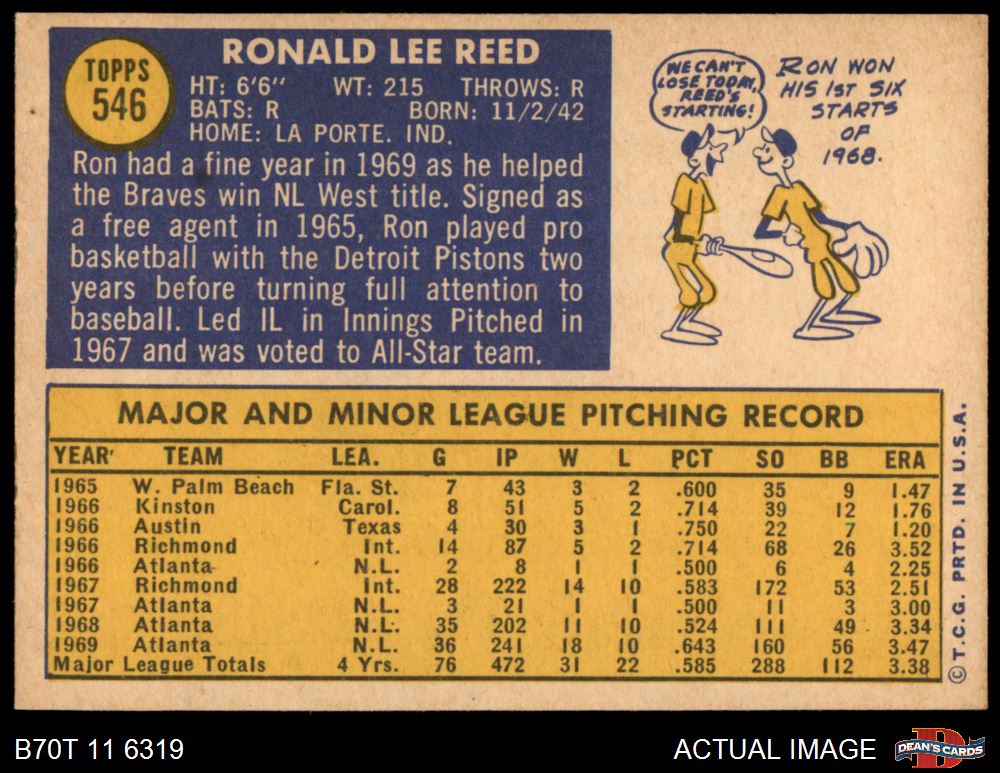 TOPPS
546
RONALD LEE REED
HT: 6'6" WT: 215 THROWS: R
BATS: R BORN: 11/2/42
HOME: LA PORTE. IND.
Ron had a fine year in 1969 as he helped
the Braves win NL West title. Signed as
a free agent in 1965, Ron played pro
basketball with the Detroit Pistons two
years before turning full attention to
baseball. Led IL in Innings Pitched in
1967 and was voted to All-Star team.
WE CAN'T
LOSE TODAY,
REED'S
STARTING!
RON WON
HIS 1ST SIX
STARTS
OF
1968.
MAJOR AND MINOR LEAGUE PITCHING RECORD
YEAR TEAM LEA. G IP W L PCT SO BB ERA
1965 W. Palm Beach Fla. St. 7 43 3 2 .600 35 9 1.47
1966 Kinston Carol. 8 51 5 2 .714 39 12 1.76
1966 Austin Texas 4 30 3 1 .750 22 7 1.20
1966 Richmond Int. 14 87 5 2 .714 68 26 3.52
1966 Atlanta N.L. 2 8 1 1 .500 6 4 2.25
1967 Richmond Int. 28 222 14 10 .583 172 53 2.51
1967 Atlanta N.L. 3 21 1 1 .500 11 3 3.00
1968 Atlanta N.L. 35 202 11 10 .524 111 49 3.34
1969 Atlanta N.L. 36 241 18 10 .643 160 56 3.47
Major League Totals 4 Yrs. 76 472 31 22 .585 288 112 3.38
© T.C.G. PRTD. IN U.S.A.
B70T 11 6319
ACTUAL IMAGE
D
DEAN'S CARDS